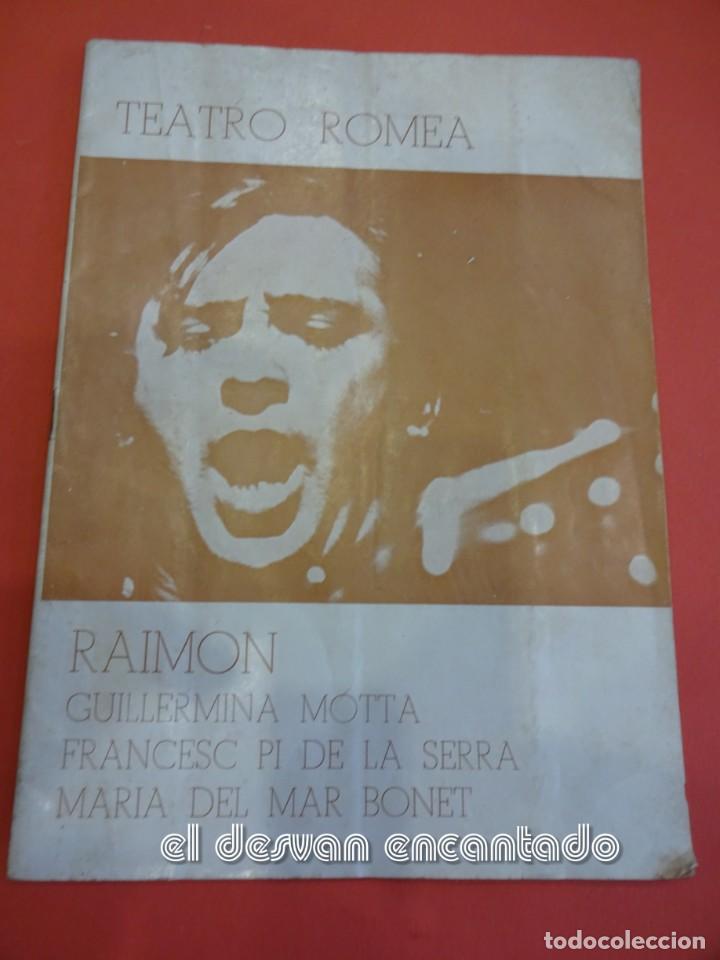 TEATRO ROMEA
RAIMON
GUILLERMINA MOTTA
FRANCESC PI DE LA SERRA
MARIA DEL MAR BONET
el desvan encantado
todocoleccion